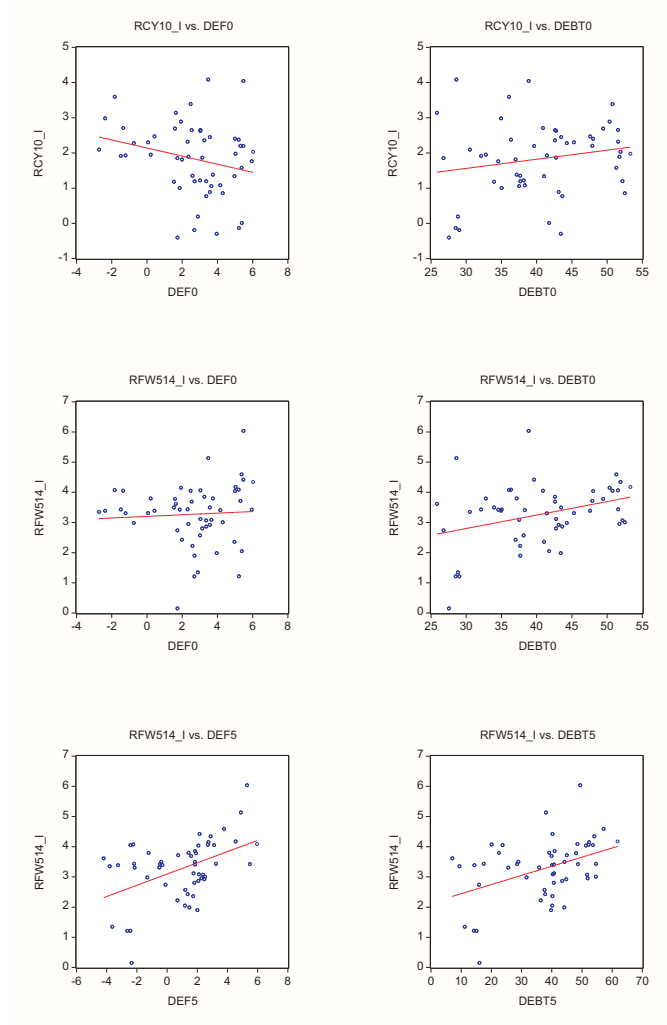 RCY10_I vs. DEF0
RCY10_I vs. DEBT0
5
4
3
2
1
0
-1
RCY10_I
-4 -2 0 2 4 6 8
DEF0
5
4
3
2
1
0
-1
RCY10_I
25 30 35 40 45 50 55
DEBT0
RFW514_I vs. DEF0
RFW514_I vs. DEBT0
7
6
5
4
3
2
1
0
RFW514_I
-4 -2 0 2 4 6 8
DEF0
7
6
5
4
3
2
1
0
RFW514_I
25 30 35 40 45 50 55
DEBT0
RFW514_I vs. DEF5
RFW514_I vs. DEBT5
7
6
5
4
3
2
1
0
RFW514_I
-6 -4 -2 0 2 4 6 8
DEF5
7
6
5
4
3
2
1
0
RFW514_I
0 10 20 30 40 50 60 70
DEBT5